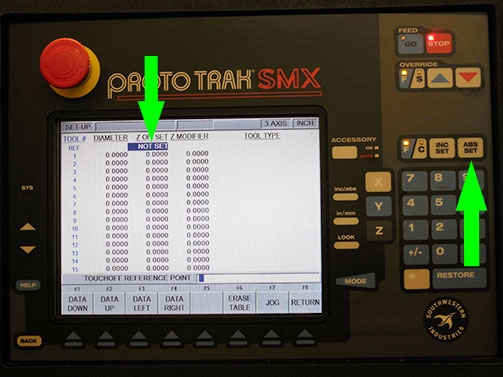 FEED
GO STOP
OVERRIDE
F S
PROTO TRAK SMX
SET-UP 3 AXIS INCH
TOOL # DIAMETER Z OFFSET Z MODIFIER TOOL TYPE
REF NOT SET
1 0.0000 0.0000 0.0000
2 0.0000 0.0000 0.0000
3 0.0000 0.0000 0.0000
4 0.0000 0.0000 0.0000
5 0.0000 0.0000 0.0000
6 0.0000 0.0000 0.0000
7 0.0000 0.0000 0.0000
8 0.0000 0.0000 0.0000
9 0.0000 0.0000 0.0000
10 0.0000 0.0000 0.0000
11 0.0000 0.0000 0.0000
12 0.0000 0.0000 0.0000
13 0.0000 0.0000 0.0000
14 0.0000 0.0000 0.0000
15 0.0000 0.0000 0.0000
TOUCHOFF REFERENCE POINT :
F1 F2 F3 F4 F5 F6 F7 F8
DATA DOWN DATA UP DATA LEFT DATA RIGHT ERASE TABLE JOG RETURN
SYS
HELP
BACK
ACCESSORY
ON
AUTO
inc/abs
in/mm
LOOK
MODE
X
Y
Z
F C INC SET ABS SET
7 8 9
4 5
1 2
+/- 0
RESTORE
SOUTHWESTERN
INDUSTRIES